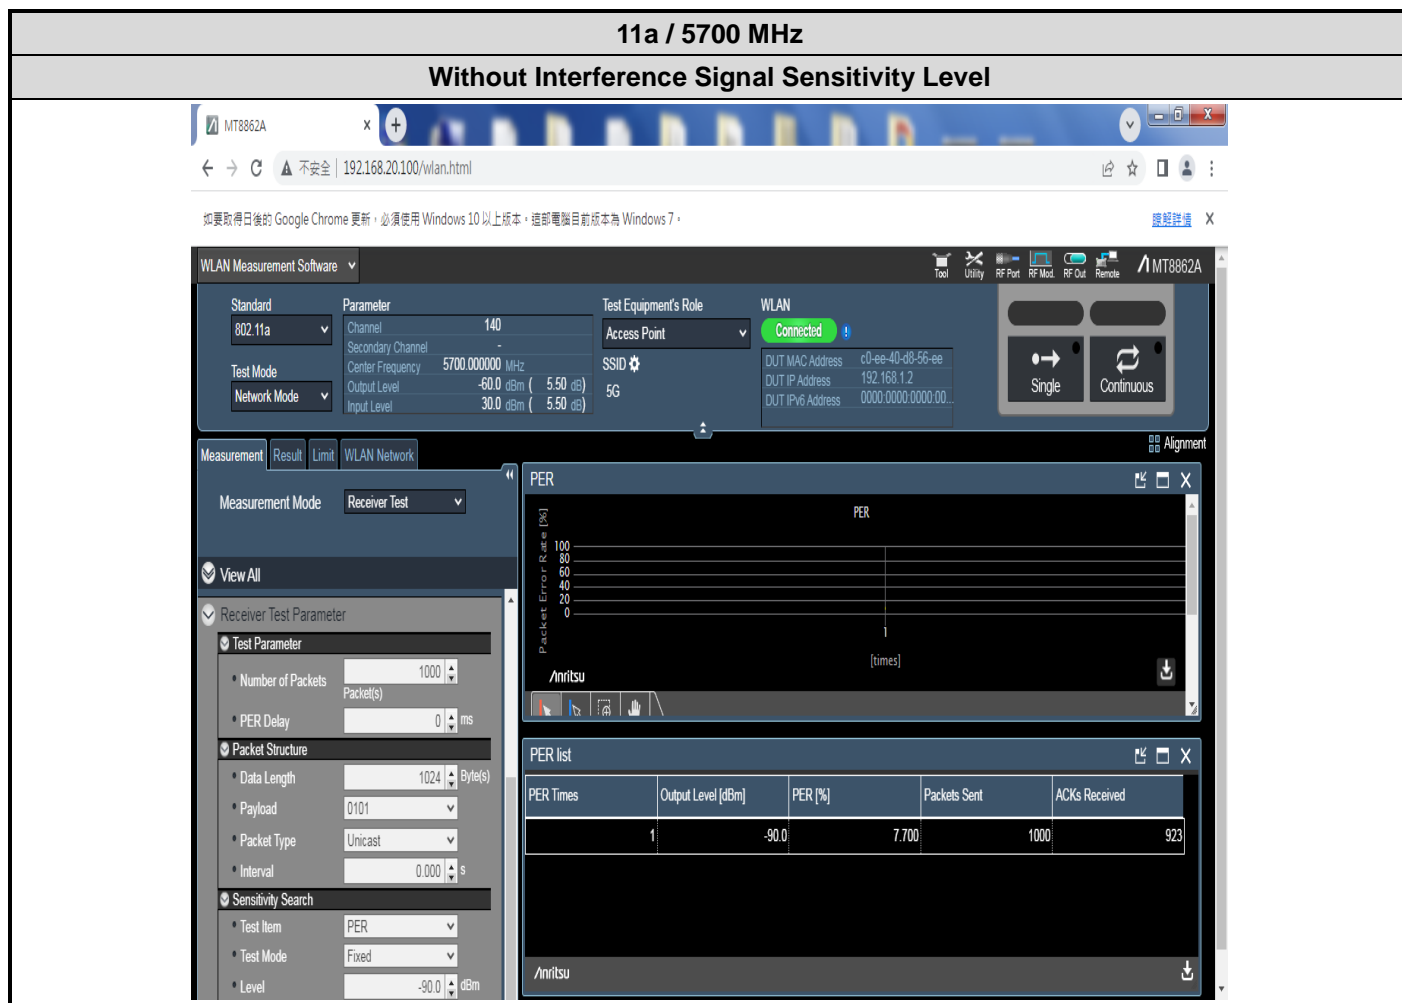 11a / 5700 MHz
Without Interference Signal Sensitivity Level
MT8862A
不安全 | 192.168.20.100/wlan.html
如要取得日後的 Google Chrome 更新，必須使用 Windows 10 以上版本。這部電腦目前版本為 Windows 7。 瞭解詳情
WLAN Measurement Software
Tool Utility RF Port RF Mod. RF Out Remote MT8862A
Standard
802.11a
Test Mode
Network Mode
Parameter
Channel 140
Secondary Channel -
Center Frequency 5700.000000 MHz
Output Level -60.0 dBm ( 5.50 dB)
Input Level 30.0 dBm ( 5.50 dB)
Test Equipment's Role
Access Point
SSID
5G
WLAN
Connected
DUT MAC Address c0-ee-40-d8-56-ee
DUT IP Address 192.168.1.2
DUT IPv6 Address 0000:0000:0000:00...
Single Continuous
Alignment
Measurement Result Limit WLAN Network
Measurement Mode Receiver Test
View All
Receiver Test Parameter
Test Parameter
Number of Packets 1000
Packet(s)
PER Delay 0 ms
Packet Structure
Data Length 1024 Byte(s)
Payload 0101
Packet Type Unicast
Interval 0.000 s
Sensitivity Search
Test Item PER
Test Mode Fixed
Level -90.0 dBm
PER
PER
Packet Error Rate [%]
100
80
60
40
20
0
1
[times]
Anritsu
PER list
PER Times Output Level [dBm] PER [%] Packets Sent ACKs Received
1 -90.0 7.700 1000 923
Anritsu